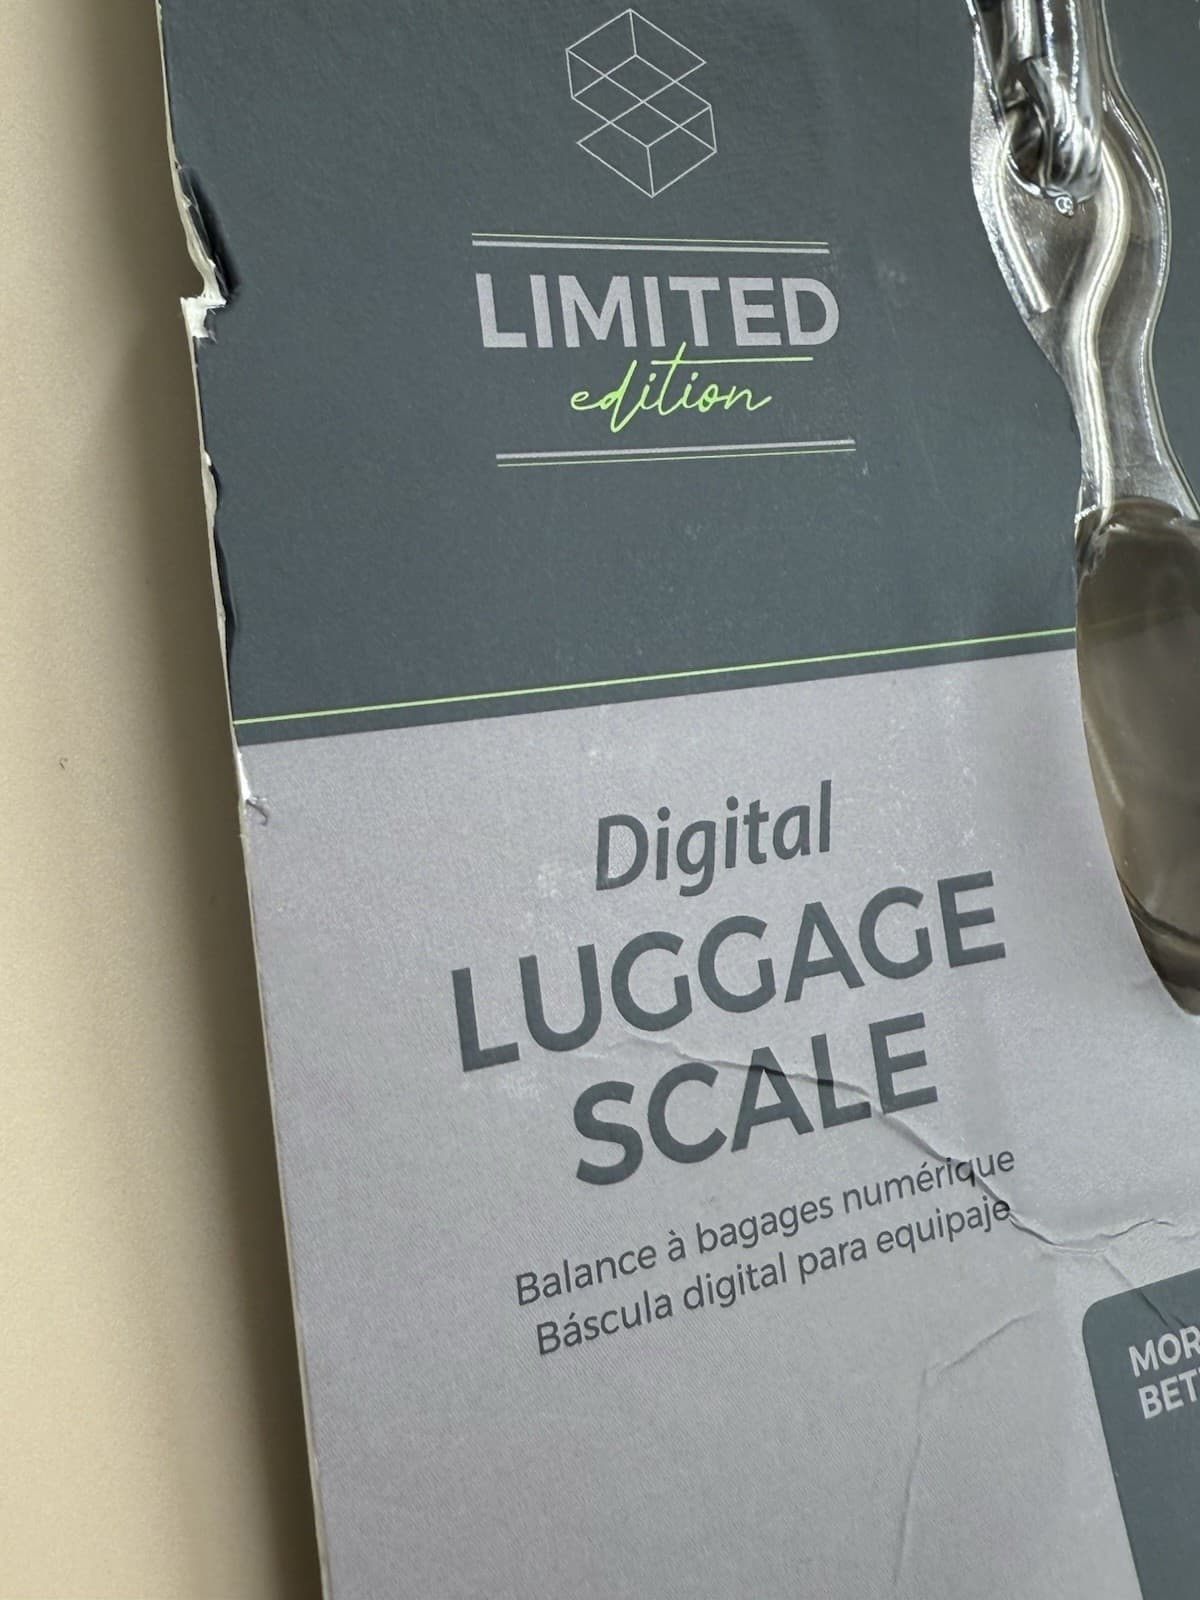 LIMITED
edition
Digital
LUGGAGE
SCALE
Balance à bagages numérique
Báscula digital para equipaje